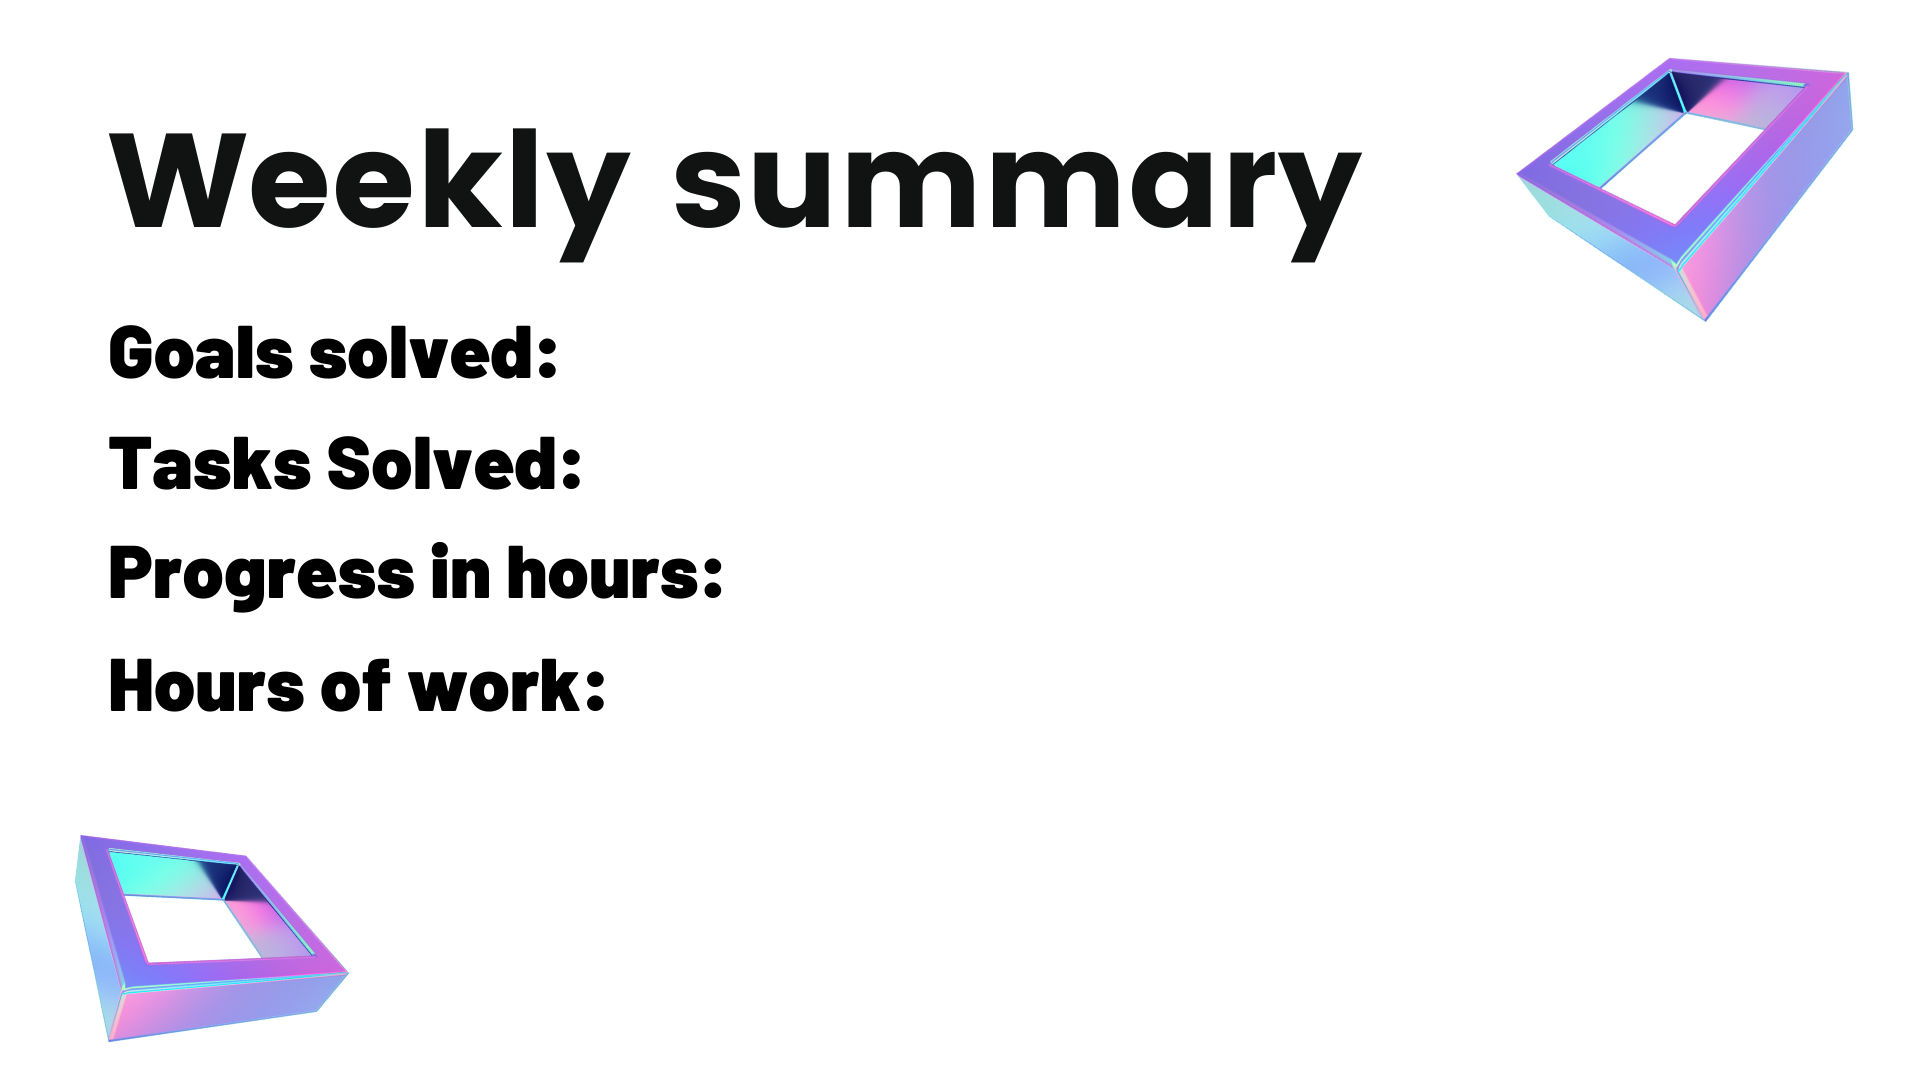 Weekly summary
Goals solved:
Tasks Solved:
Progress in hours:
Hours of work: